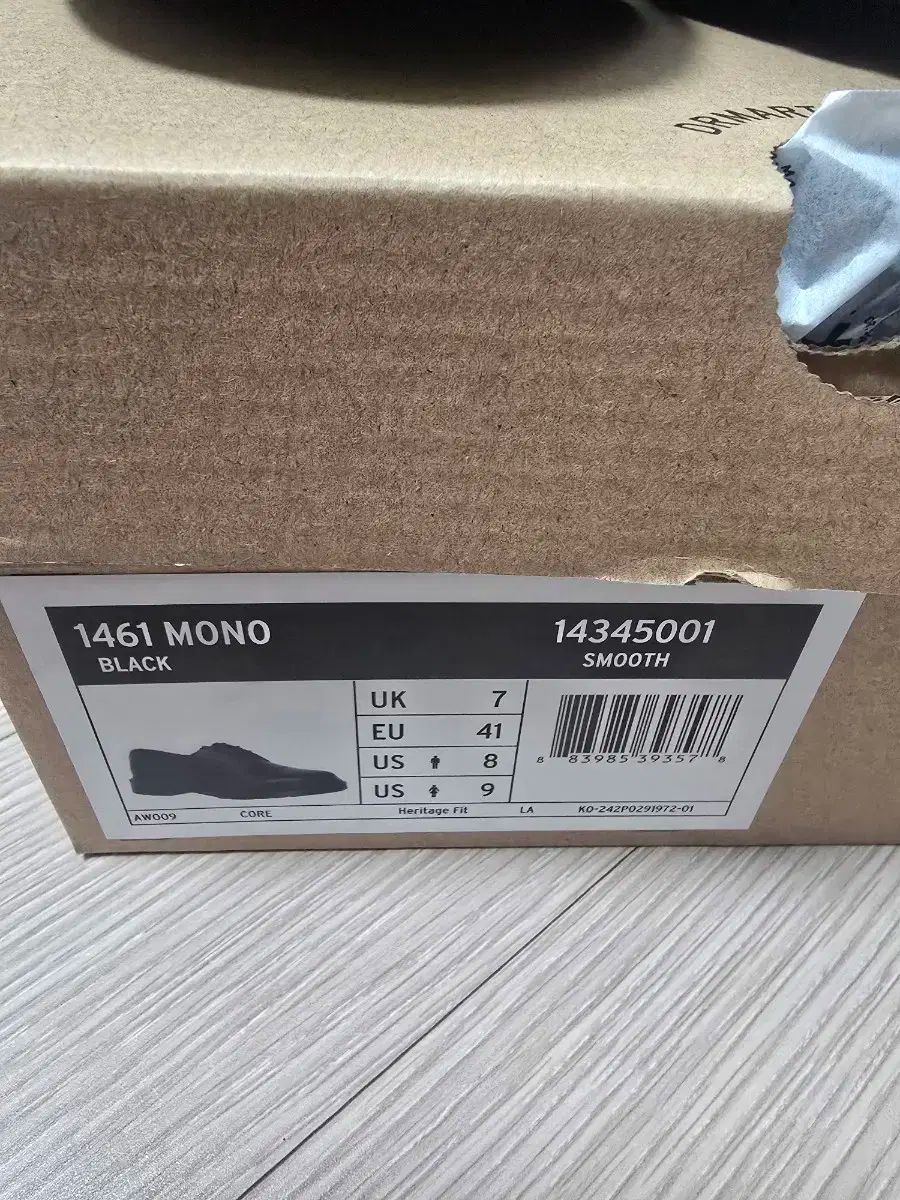 DRMART
1461 MONO
BLACK
14345001
SMOOTH
UK 7
EU 41
US 8
US 9
8 83985 39357 8
AW009 CORE Heritage Fit LA KO-242P0291972-01